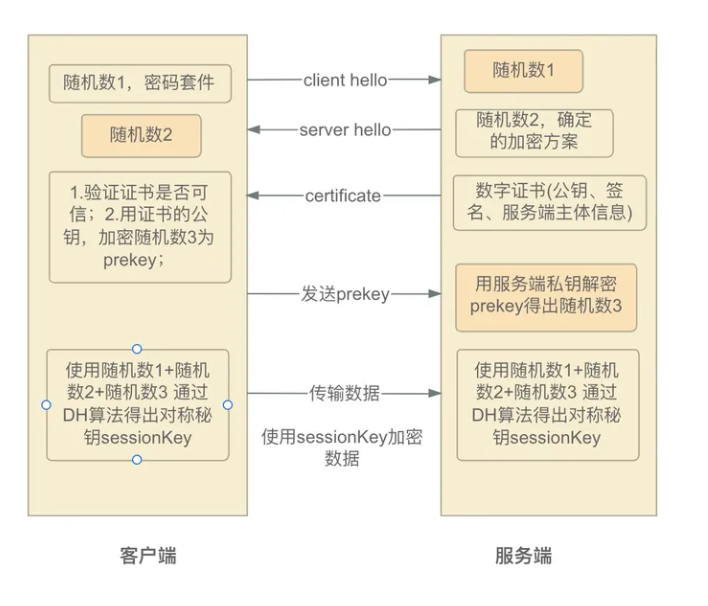 随机数1，密码套件
client hello
随机数1
随机数2
server hello
随机数2，确定
的加密方案
1.验证证书是否可
信；2.用证书的公
钥，加密随机数3为
prekey；
certificate
数字证书(公钥、签
名、服务端主体信息)
发送prekey
用服务端私钥解密
prekey得出随机数3
使用随机数1+随机
数2+随机数3 通过
DH算法得出对称秘
钥sessionKey
传输数据
使用sessionKey加密
数据
使用随机数1+随机
数2+随机数3 通过
DH算法得出对称秘
钥sessionKey
客户端
服务端